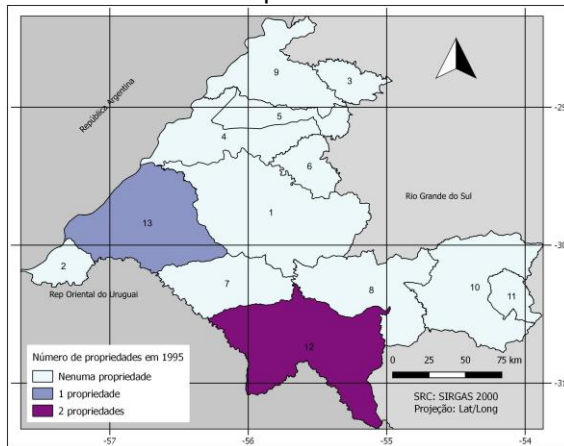 República Argentina
9
3
-29
5
4
6
Rio Grande do Sul
1
13
-30
2
Rep Oriental do Uruguai
7
8
10
11
12
Número de propriedades em 1995
Nenuma propriedade
1 propriedade
2 propriedades
0 25 50 75 km
-31
SRC: SIRGAS 2000
Projeção: Lat/Long
-57 -56 -55 -54